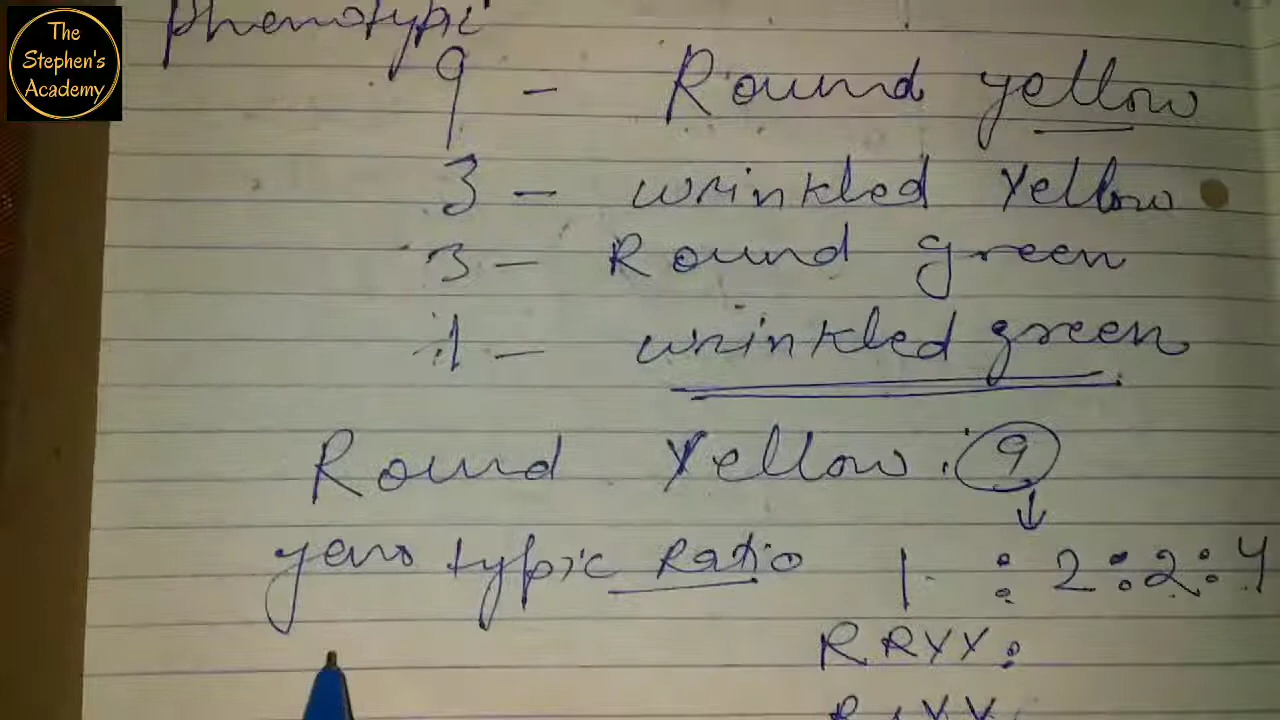 The
Stephen's
Academy
Phenotypic
9 - Round yellow
3 - wrinkled Yellow
3 - Round green
1 - wrinkled green
Round Yellow . 9
genotypic Ratio 1 : 2 : 2 : 4
RRYY :